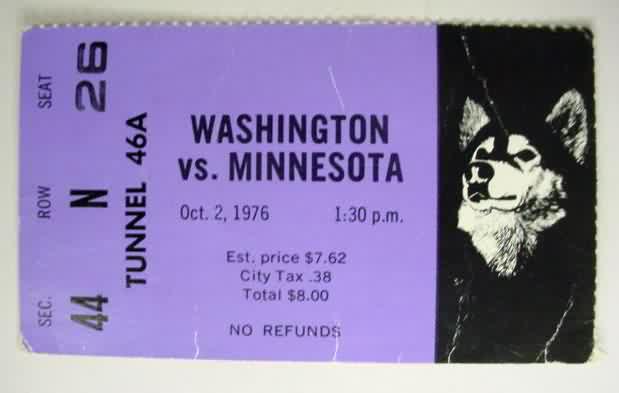 SEC. 44 ROW N SEAT 26
TUNNEL 46A
WASHINGTON
vs. MINNESOTA
Oct. 2, 1976 1:30 p.m.
Est. price $7.62
City Tax .38
Total $8.00
NO REFUNDS